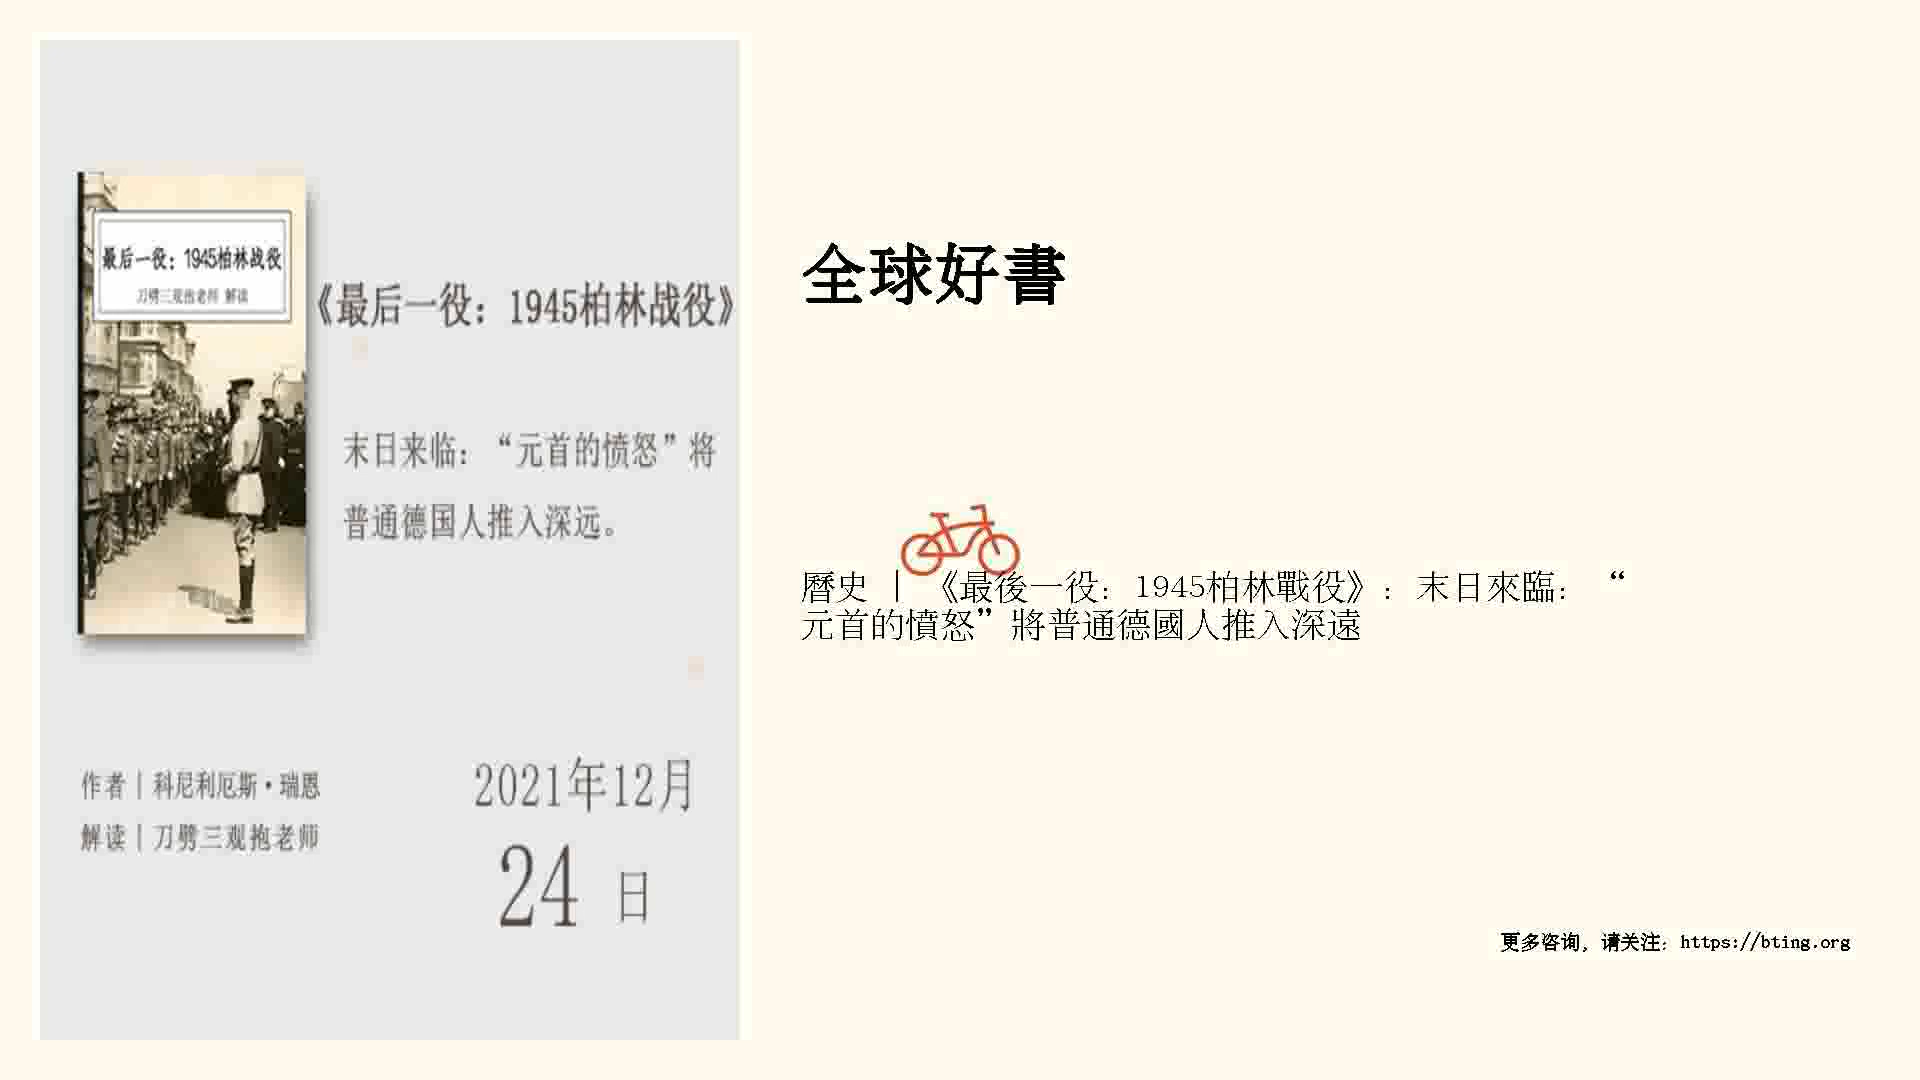 最后一役：1945柏林战役
刀劈三观抱老师 解读
《最后一役：1945柏林战役》
末日来临：“元首的愤怒”将
普通德国人推入深远。
作者丨科尼利厄斯·瑞恩
解读丨刀劈三观抱老师
2021年12月
24 日
全球好書
曆史 丨 《最後一役：1945柏林戰役》：末日來臨：“
元首的憤怒”將普通德國人推入深遠
更多咨询，请关注：https://bting.org